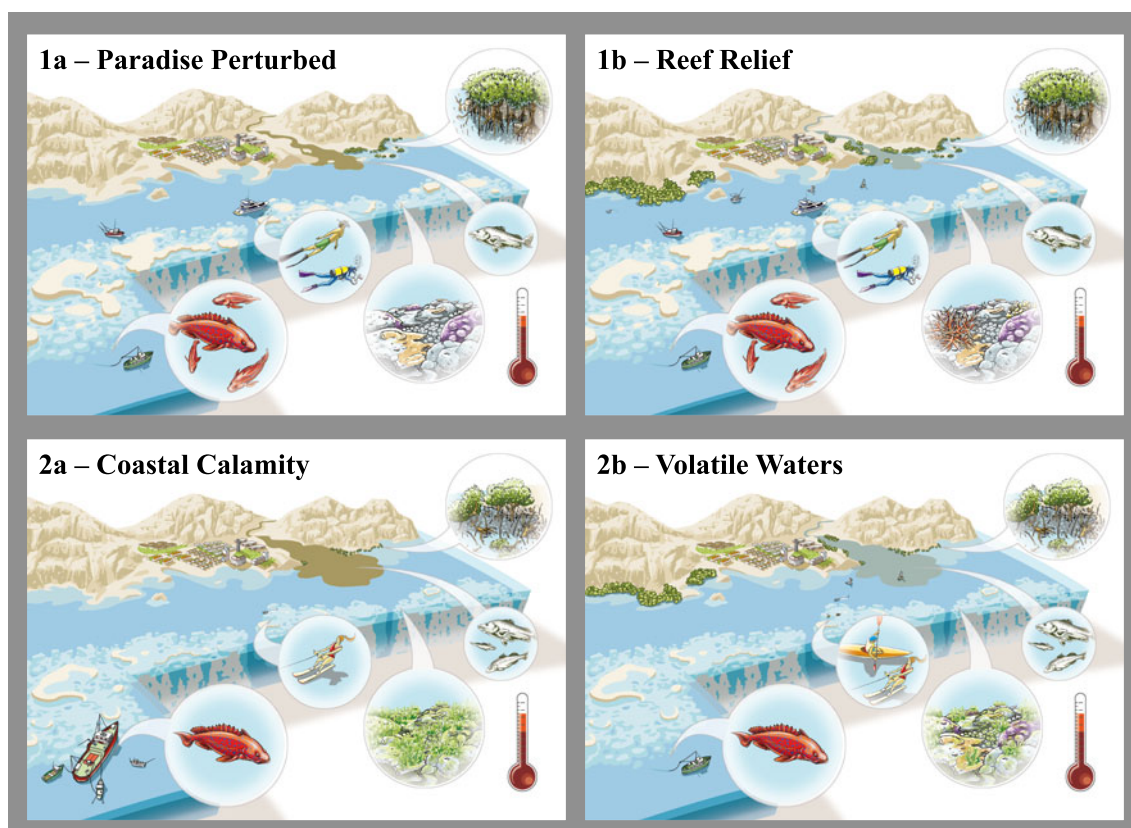 1a – Paradise Perturbed
1b – Reef Relief
2a – Coastal Calamity
2b – Volatile Waters